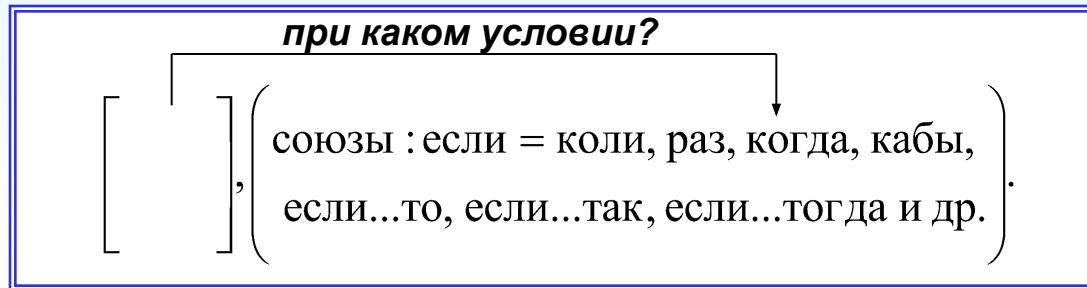 при каком условии?
[ ], ( союзы : если = коли, раз, когда, кабы,
если...то, если...так, если...тогда и др. ).